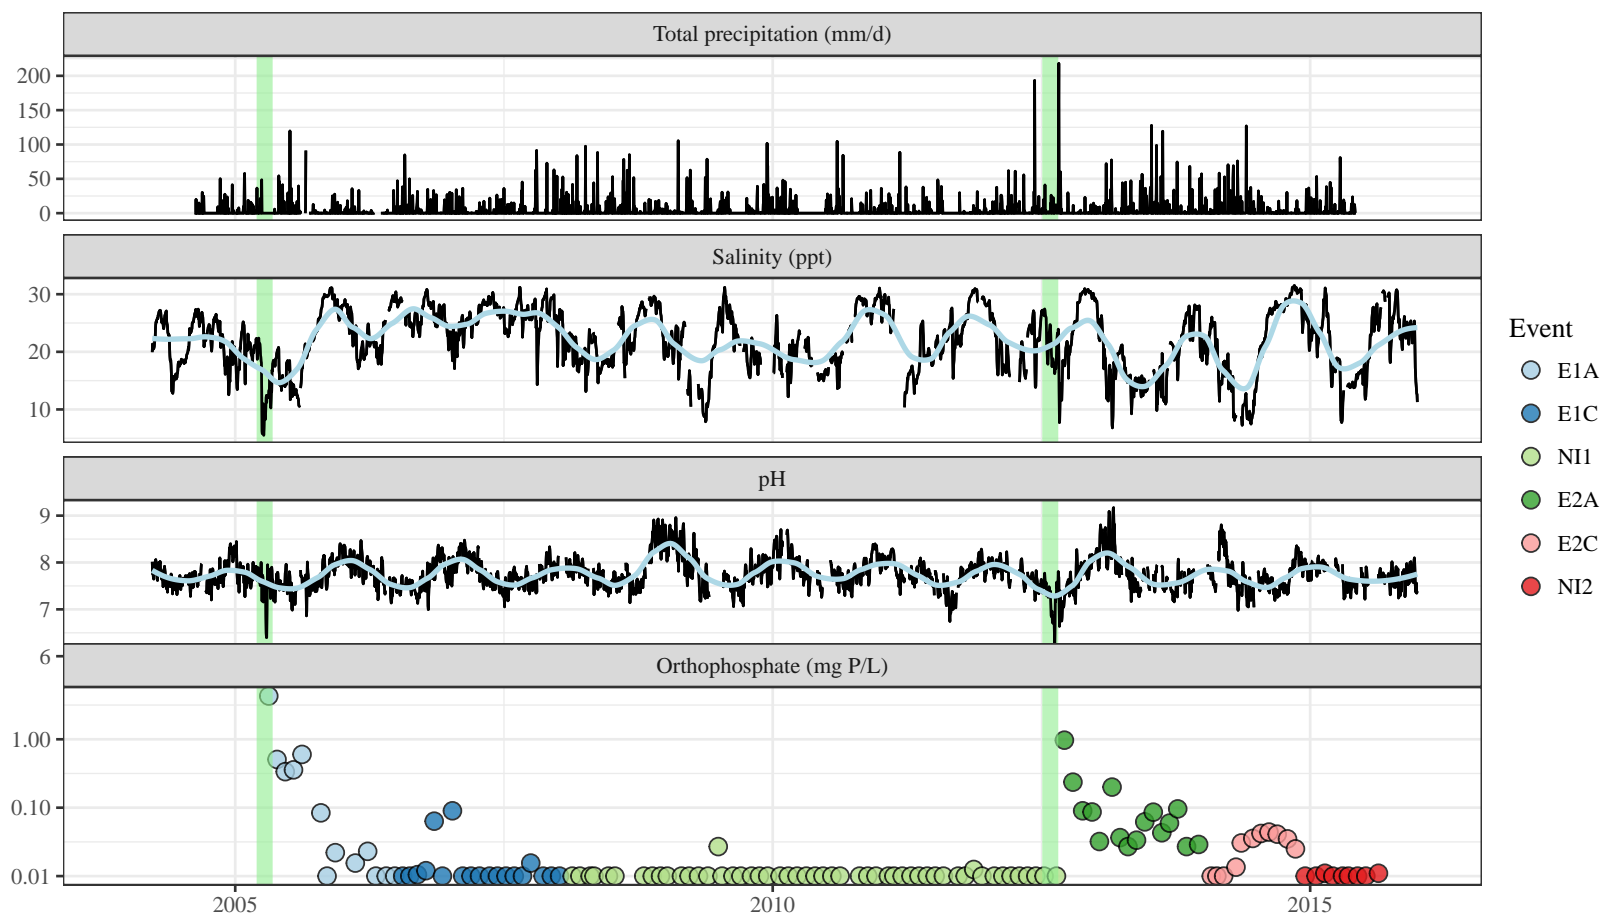 Total precipitation (mm/d)
200
150
100
50
0
Salinity (ppt)
30
20
10
pH
9
8
7
6
Orthophosphate (mg P/L)
1.00
0.10
0.01
2005
2010
2015
Event
E1A
E1C
NI1
E2A
E2C
NI2